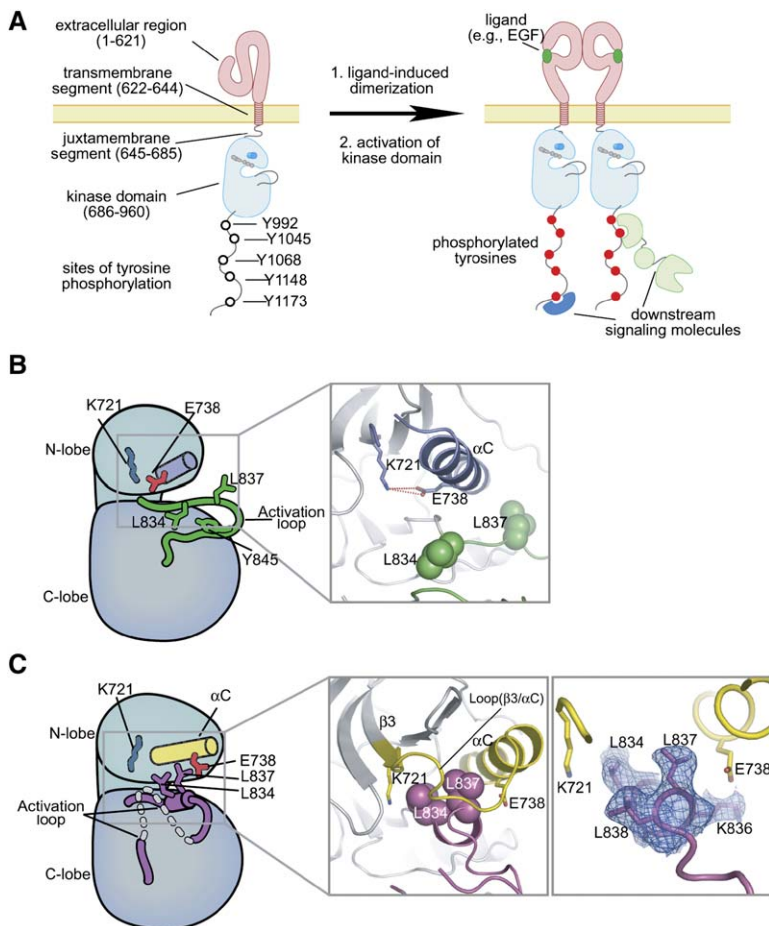 A
extracellular region
(1-621)
transmembrane
segment (622-644)
juxtamembrane
segment (645-685)
kinase domain
(686-960)
sites of tyrosine
phosphorylation
Y992
Y1045
Y1068
Y1148
Y1173
1. ligand-induced
dimerization
2. activation of
kinase domain
ligand
(e.g., EGF)
phosphorylated
tyrosines
downstream
signaling molecules
B
K721
E738
N-lobe
L837
L834
Activation
loop
Y845
C-lobe
αC
K721
E738
L837
L834
C
K721
αC
N-lobe
E738
L837
L834
Activation
loop
C-lobe
Loop(β3/αC)
β3
αC
K721
L837
L834
E738
L834
L837
K721
E738
L838
K836